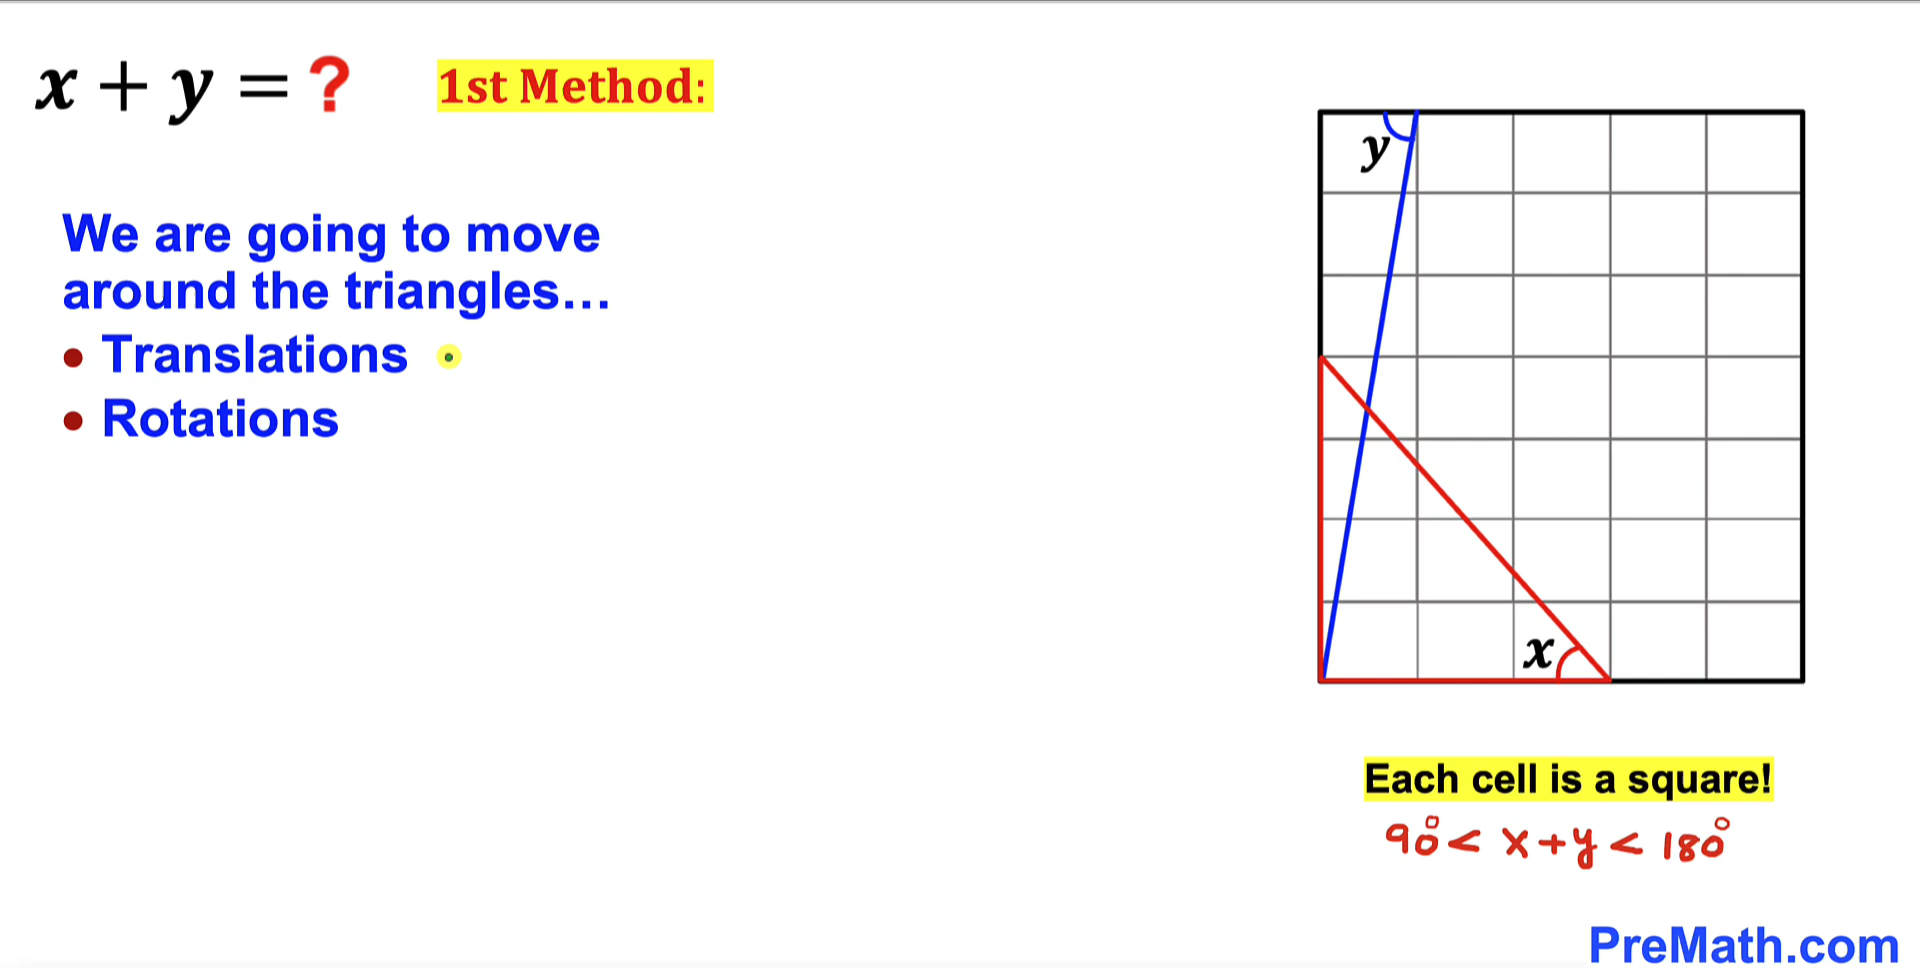 x + y = ?
1st Method:
We are going to move
around the triangles...
• Translations
• Rotations
y
x
Each cell is a square!
90° < x + y < 180°
PreMath.com